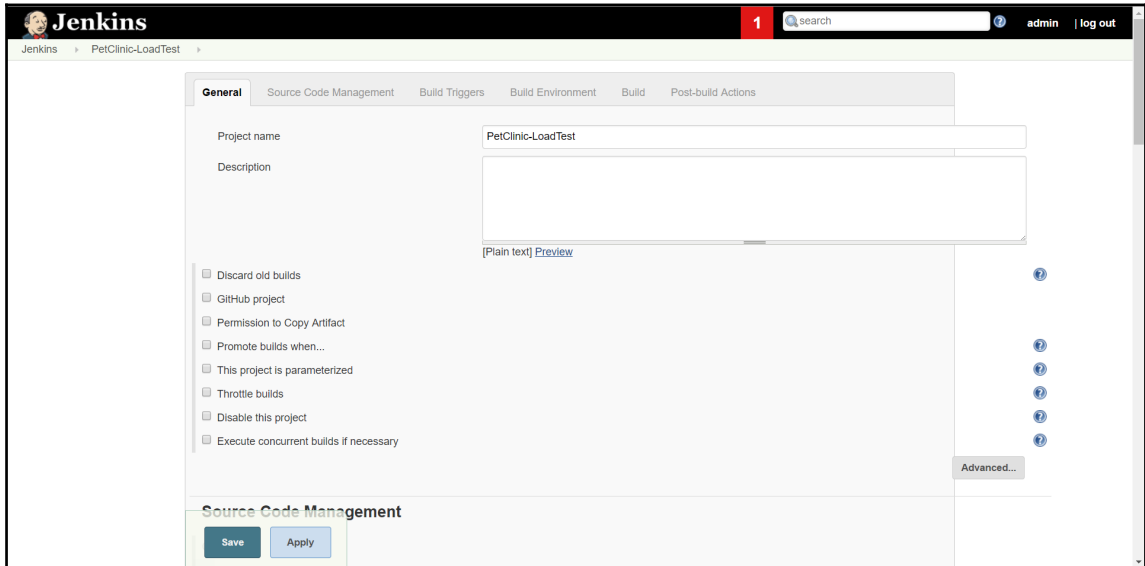 Jenkins
1
search
admin | log out
Jenkins PetClinic-LoadTest
General Source Code Management Build Triggers Build Environment Build Post-build Actions
Project name PetClinic-LoadTest
Description
[Plain text] Preview
Discard old builds
GitHub project
Permission to Copy Artifact
Promote builds when...
This project is parameterized
Throttle builds
Disable this project
Execute concurrent builds if necessary
Advanced...
Source Code Management
Save Apply